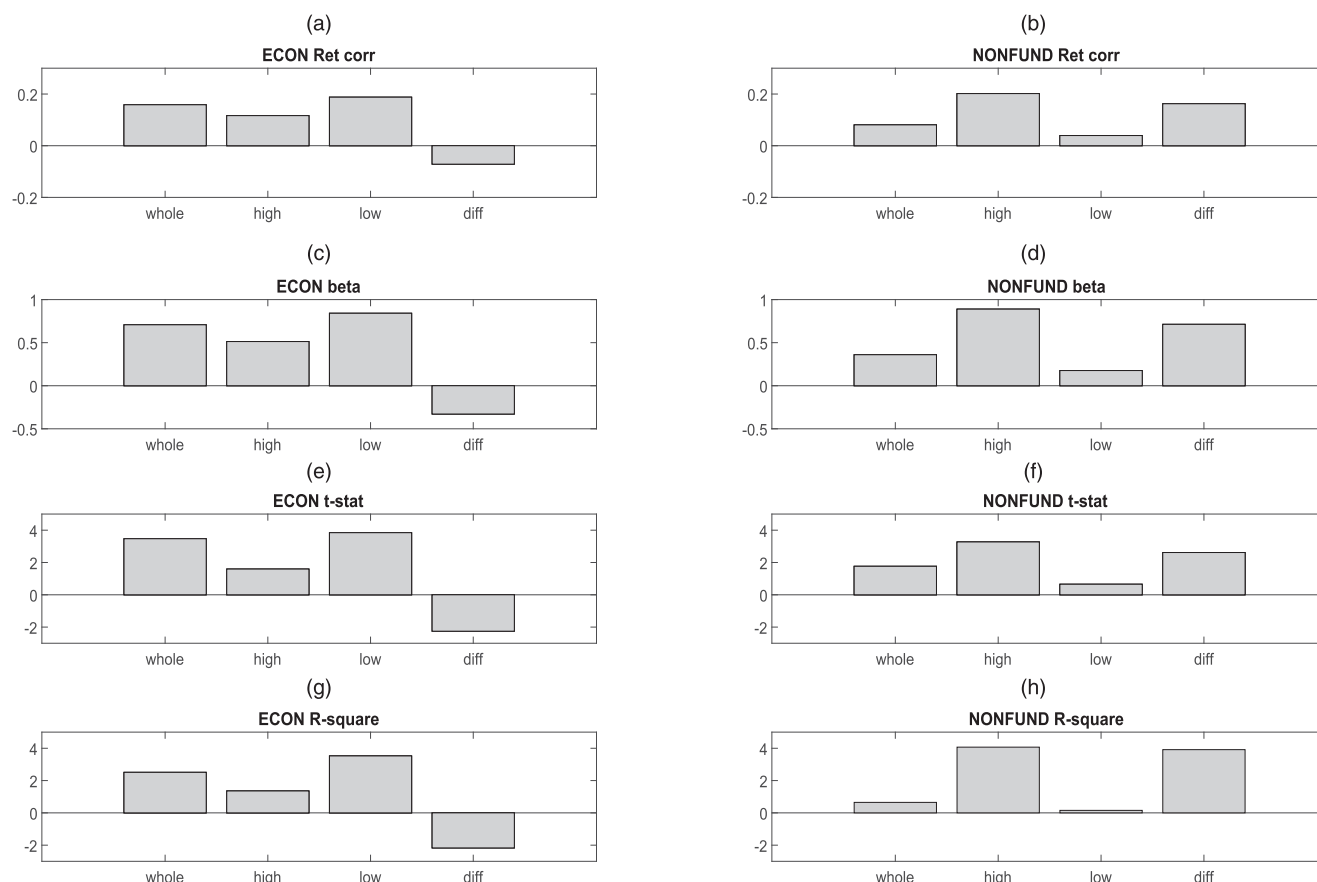 (a)
ECON Ret corr
0.2
0
-0.2
whole high low diff
(b)
NONFUND Ret corr
0.2
0
-0.2
whole high low diff
(c)
ECON beta
1
0.5
0
-0.5
whole high low diff
(d)
NONFUND beta
1
0.5
0
-0.5
whole high low diff
(e)
ECON t-stat
4
2
0
-2
whole high low diff
(f)
NONFUND t-stat
4
2
0
-2
whole high low diff
(g)
ECON R-square
4
2
0
-2
whole high low diff
(h)
NONFUND R-square
4
2
0
-2
whole high low diff